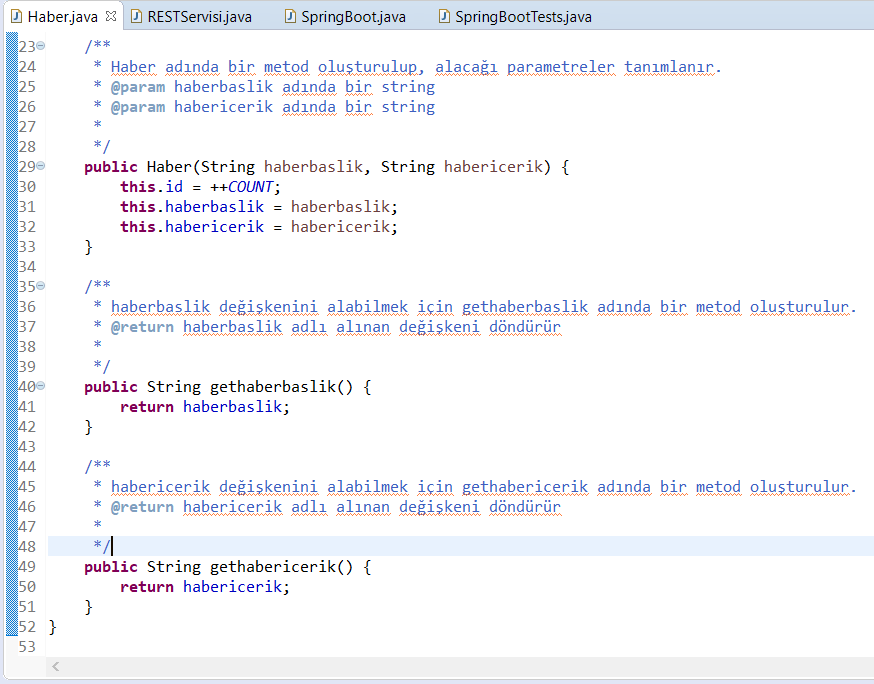 Haber.java RESTServisi.java SpringBoot.java SpringBootTests.java
23 /**
24 * Haber adında bir metod oluşturulup, alacağı parametreler tanımlanır.
25 * @param haberbaslik adında bir string
26 * @param habericerik adında bir string
27 *
28 */
29 public Haber(String haberbaslik, String habericerik) {
30 this.id = ++COUNT;
31 this.haberbaslik = haberbaslik;
32 this.habericerik = habericerik;
33 }
34
35 /**
36 * haberbaslik değişkenini alabilmek için gethaberbaslik adında bir metod oluşturulur.
37 * @return haberbaslik adlı alınan değişkeni döndürür
38 *
39 */
40 public String gethaberbaslik() {
41 return haberbaslik;
42 }
43
44 /**
45 * habericerik değişkenini alabilmek için gethabericerik adında bir metod oluşturulur.
46 * @return habericerik adlı alınan değişkeni döndürür
47 *
48 */
49 public String gethabericerik() {
50 return habericerik;
51 }
52 }
53